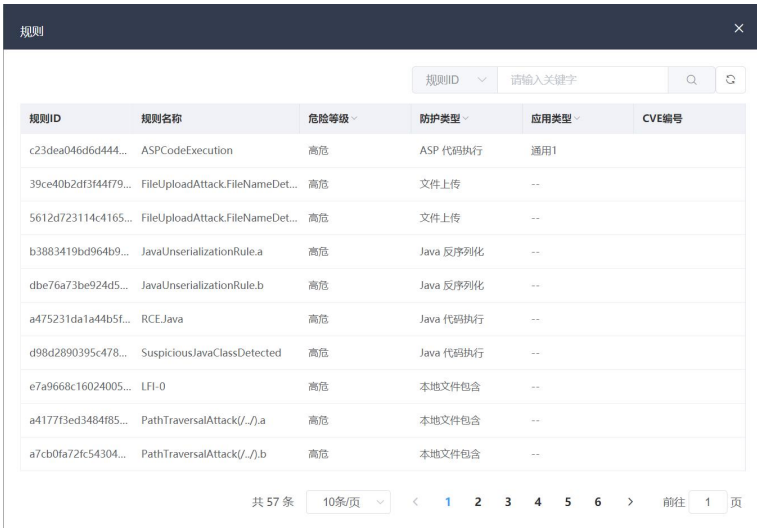 规则
规则ID 请输入关键字
规则ID 规则名称 危险等级 防护类型 应用类型 CVE编号
c23dea046d6d444... ASPCodeExecution 高危 ASP 代码执行 通用1
39ce40b2df3f44f79... FileUploadAttack.FileNameDet... 高危 文件上传 --
5612d723114c4165... FileUploadAttack.FileNameDet... 高危 文件上传 --
b3883419bd964b9... JavaUnserializationRule.a 高危 Java 反序列化 --
dbe76a73be924d5... JavaUnserializationRule.b 高危 Java 反序列化 --
a475231da1a44b5f... RCEJava 高危 Java 代码执行 --
d98d2890395c478... SuspiciousJavaClassDetected 高危 Java 代码执行 --
e7a9668c16024005... LFI-0 高危 本地文件包含 --
a4177f3ed3484f85... PathTraversalAttack(/../).a 高危 本地文件包含 --
a7cb0fa72fc54304... PathTraversalAttack(/../).b 高危 本地文件包含 --
共 57 条 10条/页 1 2 3 4 5 6 前往 1 页